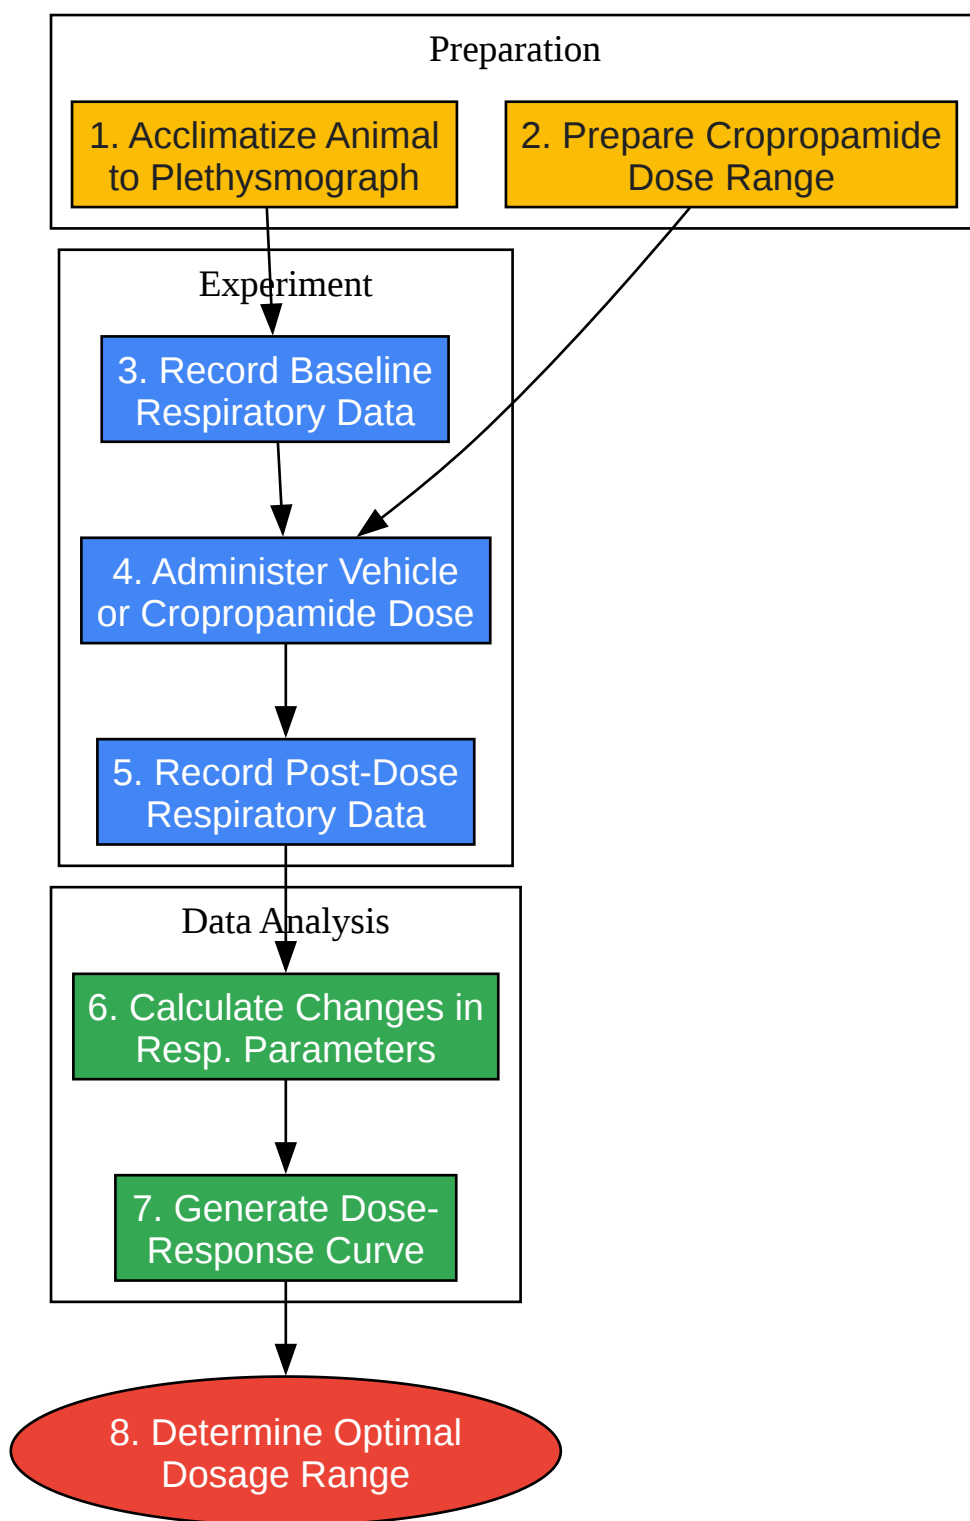 Preparation
1. Acclimatize Animal
to Plethysmograph
2. Prepare Cropropamide
Dose Range
Experiment
3. Record Baseline
Respiratory Data
4. Administer Vehicle
or Cropropamide Dose
5. Record Post-Dose
Respiratory Data
Data Analysis
6. Calculate Changes in
Resp. Parameters
7. Generate Dose-
Response Curve
8. Determine Optimal
Dosage Range